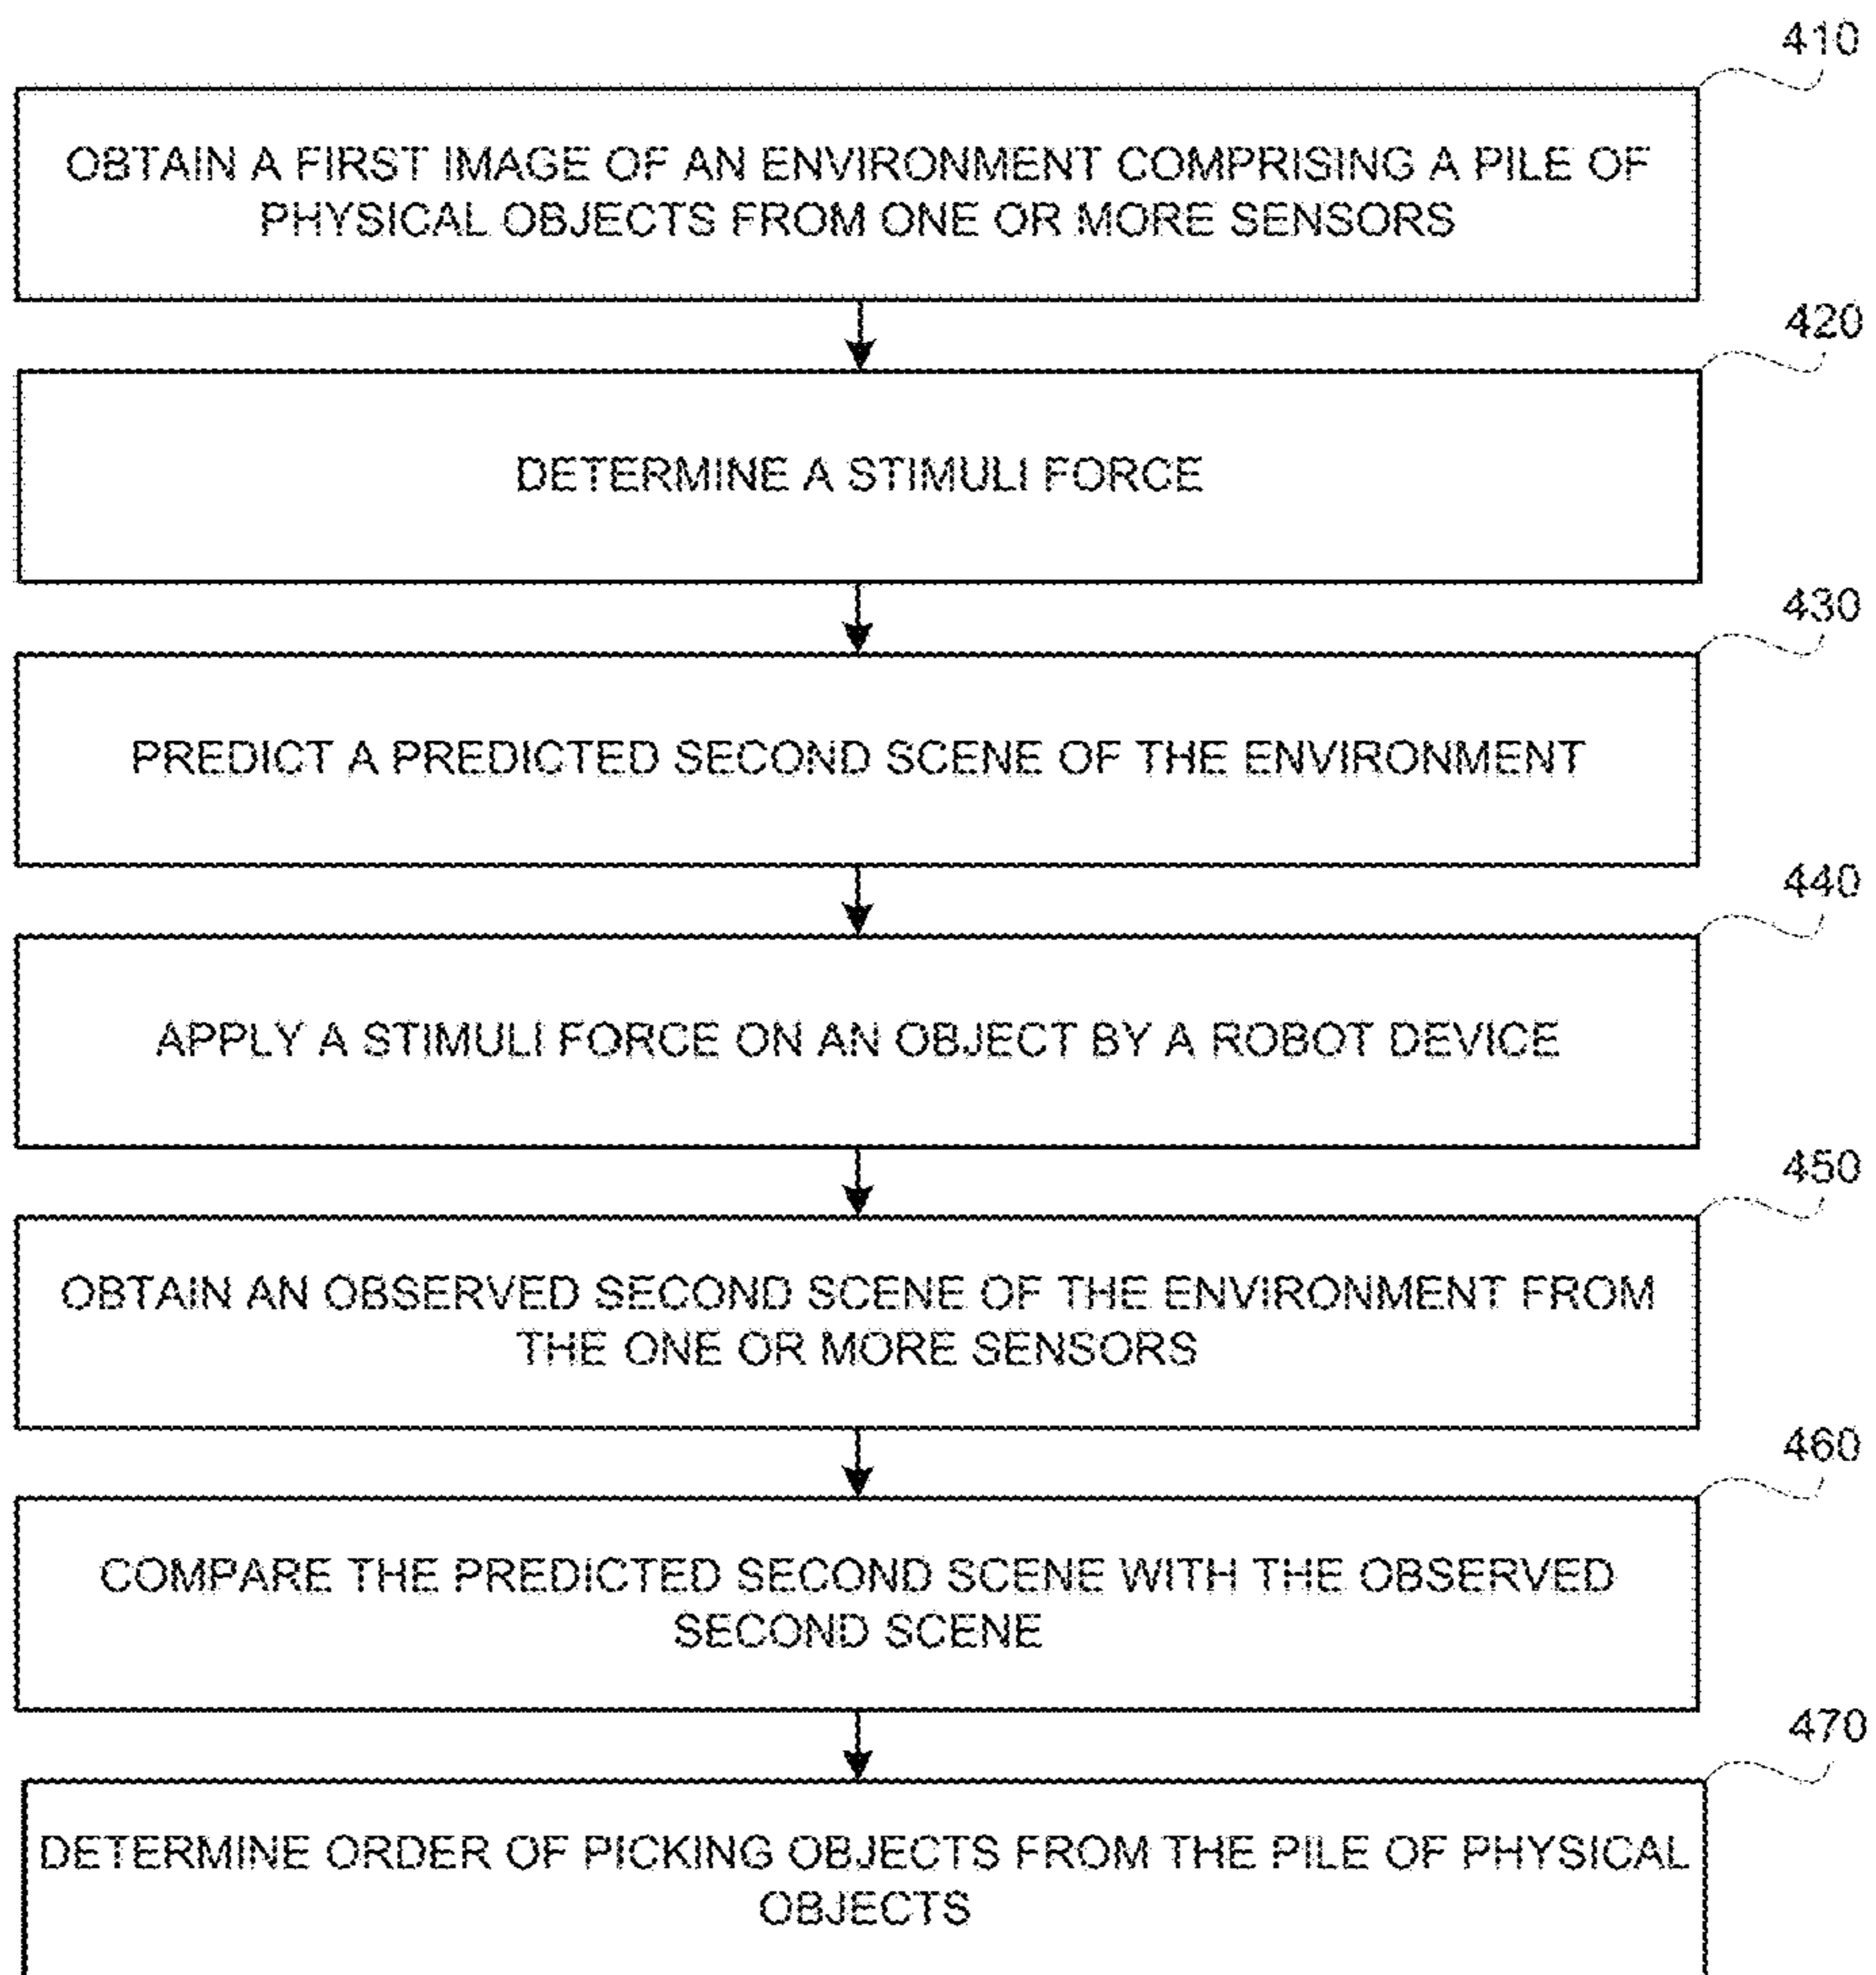 410
OBTAIN A FIRST IMAGE OF AN ENVIRONMENT COMPRISING A PILE OF
PHYSICAL OBJECTS FROM ONE OR MORE SENSORS
420
DETERMINE A STIMULI FORCE
430
PREDICT A PREDICTED SECOND SCENE OF THE ENVIRONMENT
440
APPLY A STIMULI FORCE ON AN OBJECT BY A ROBOT DEVICE
450
OBTAIN AN OBSERVED SECOND SCENE OF THE ENVIRONMENT FROM
THE ONE OR MORE SENSORS
460
COMPARE THE PREDICTED SECOND SCENE WITH THE OBSERVED
SECOND SCENE
470
DETERMINE ORDER OF PICKING OBJECTS FROM THE PILE OF PHYSICAL
OBJECTS